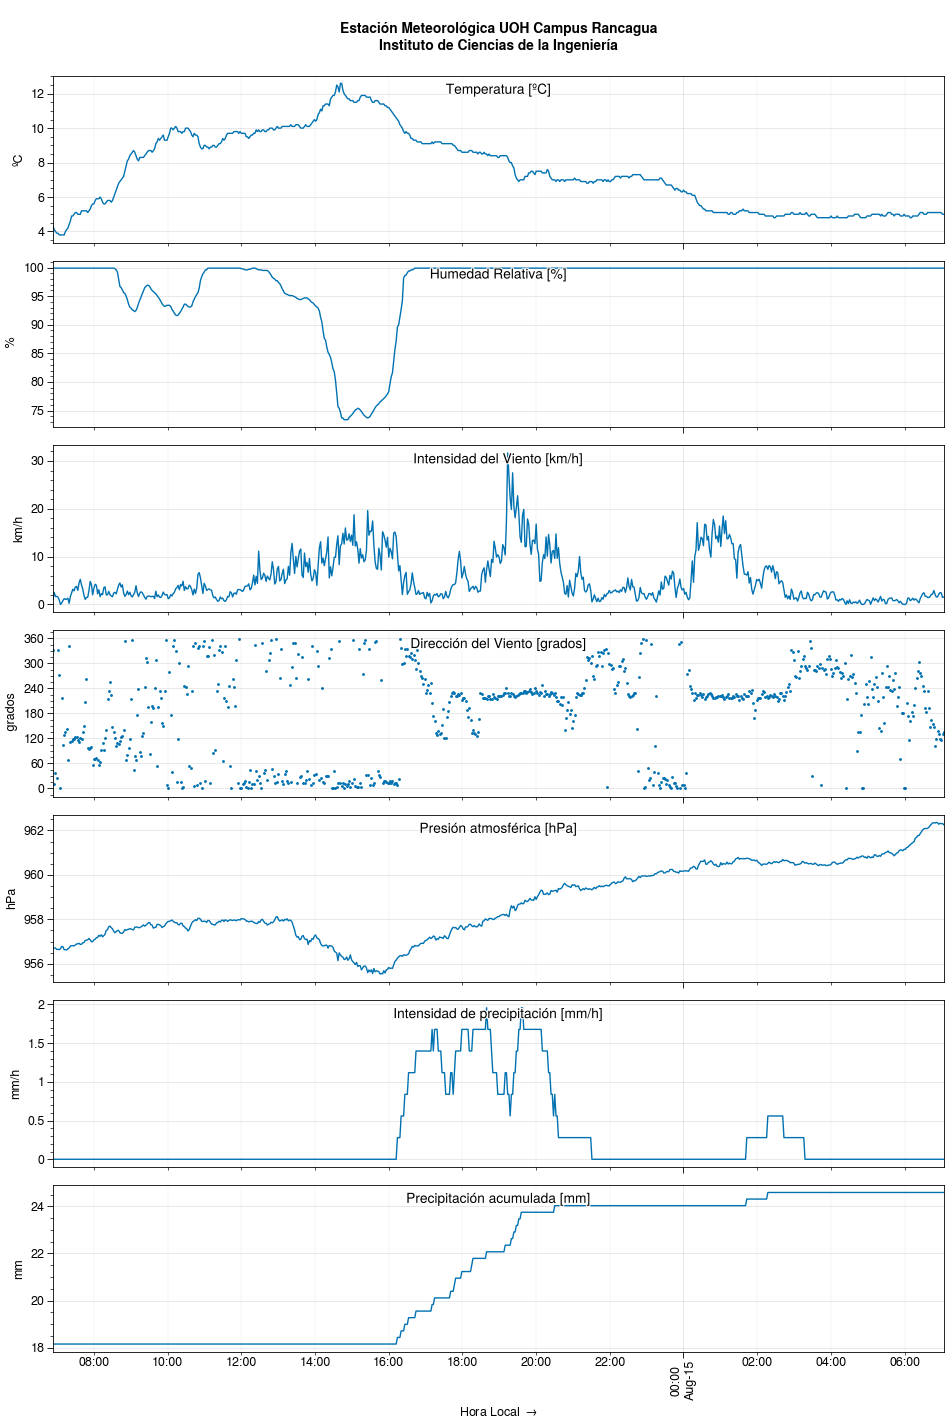 Estación Meteorológica UOH Campus Rancagua
Instituto de Ciencias de la Ingeniería
Temperatura [ºC]
12
10
8
6
4
ºC
Humedad Relativa [%]
100
95
90
85
80
75
%
Intensidad del Viento [km/h]
30
20
10
0
km/h
Dirección del Viento [grados]
360
300
240
180
120
60
0
grados
Presión atmosférica [hPa]
962
960
958
956
hPa
Intensidad de precipitación [mm/h]
2
1.5
1
0.5
0
mm/h
Precipitación acumulada [mm]
24
22
20
18
mm
08:00 10:00 12:00 14:00 16:00 18:00 20:00 22:00 00:00 02:00 04:00 06:00
Aug-15
Hora Local →